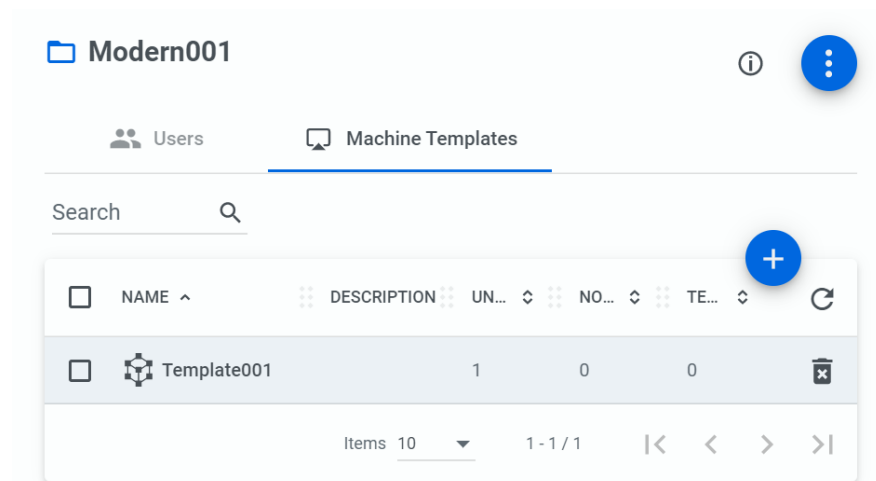 Modern001
Users Machine Templates
Search
NAME DESCRIPTION UN... NO... TE...
Template001 1 0 0
Items 10 1 - 1 / 1